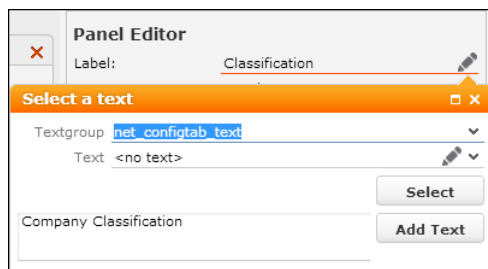 Panel Editor
Label: Classification
Select a text
Textgroup net_configtab_text
Text <no text>
Select
Company Classification
Add Text